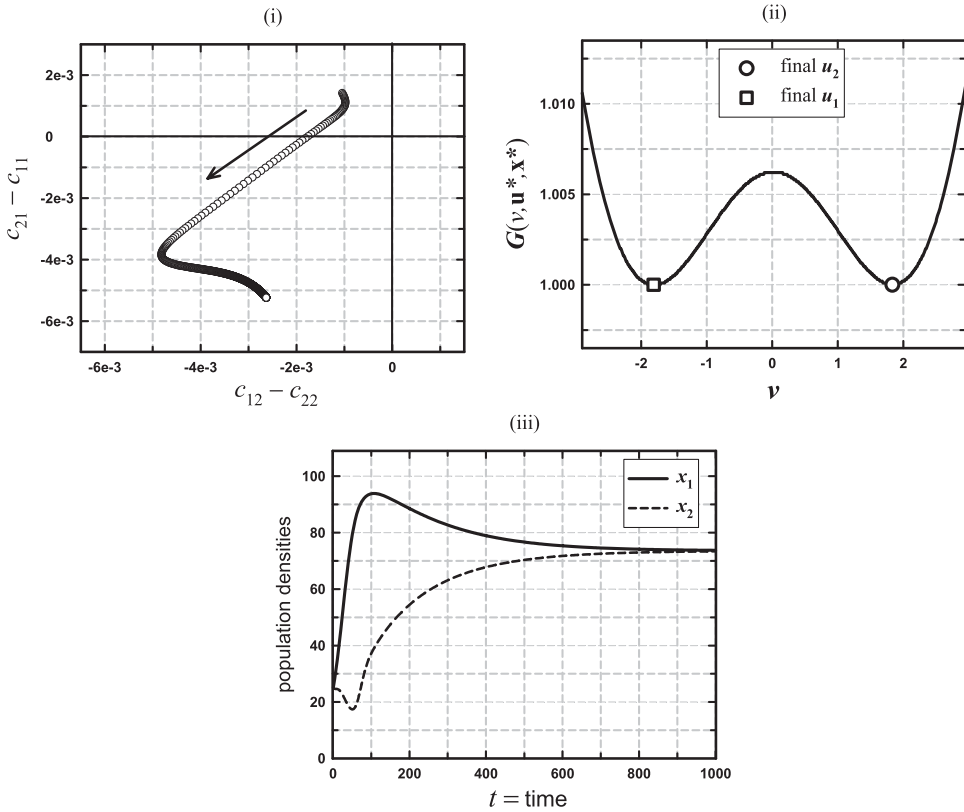 (i)
2e-3
0
-2e-3
-4e-3
-6e-3
c21 − c11
-6e-3 -4e-3 -2e-3 0
c12 − c22
(ii)
final u2
final u1
1.010
1.005
1.000
G(v,u*,x*)
-2 -1 0 1 2
v
(iii)
x1
x2
100
80
60
40
20
0
population densities
0 200 400 600 800 1000
t = time